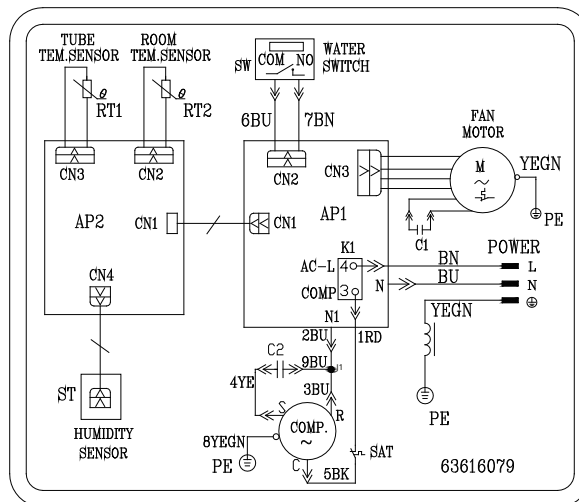 TUBE
TEM.SENSOR
ROOM
TEM.SENSOR
WATER
SWITCH
SW
COM NO
θ
RT1
θ
RT2
6BU
7BN
FAN
MOTOR
YEGN
M
~
PE
CN3
CN2
CN2
CN3
AP2
CN1
CN1
AP1
C1
K1
POWER
AC-L
4
BN
L
COMP
3
N
BU
N
YEGN
CN4
N1
2BU
1RD
C2
9BU
J1
4YE
3BU
PE
ST
S
R
HUMIDITY
SENSOR
COMP.
~
8YEGN
PE
C
5BK
SAT
63616079